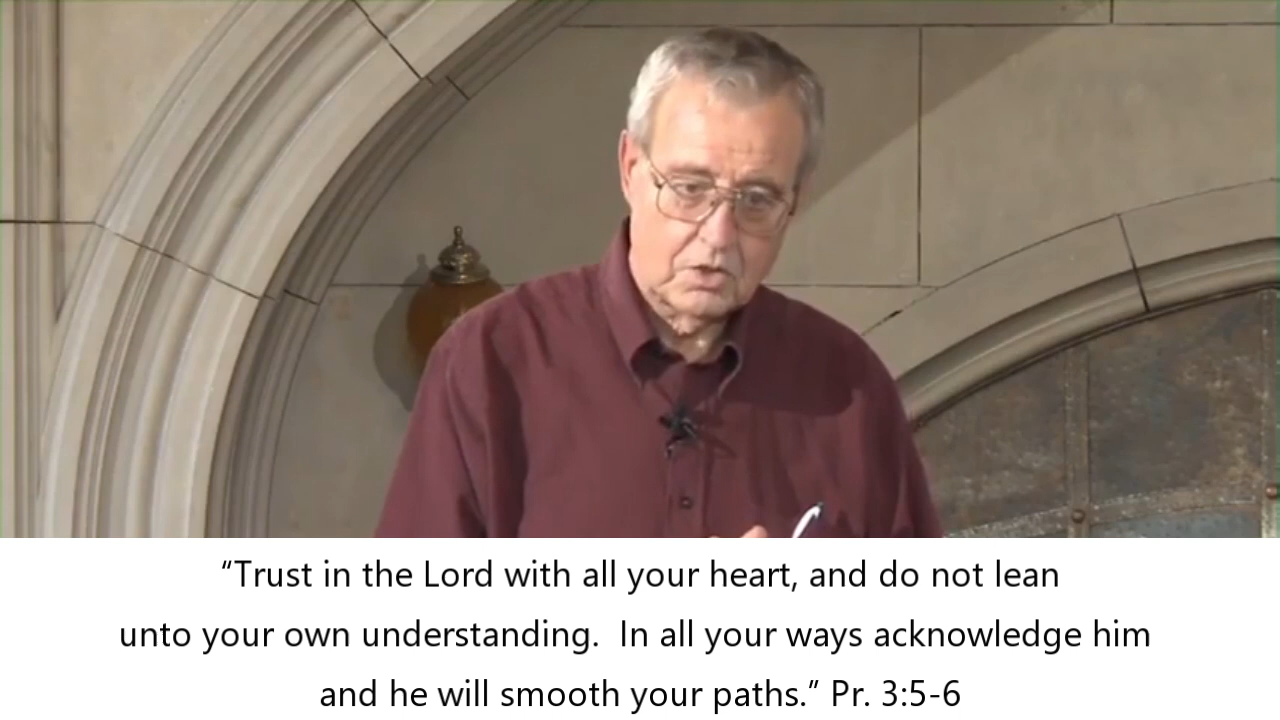 “Trust in the Lord with all your heart, and do not lean
unto your own understanding.  In all your ways acknowledge him
and he will smooth your paths.” Pr. 3:5-6